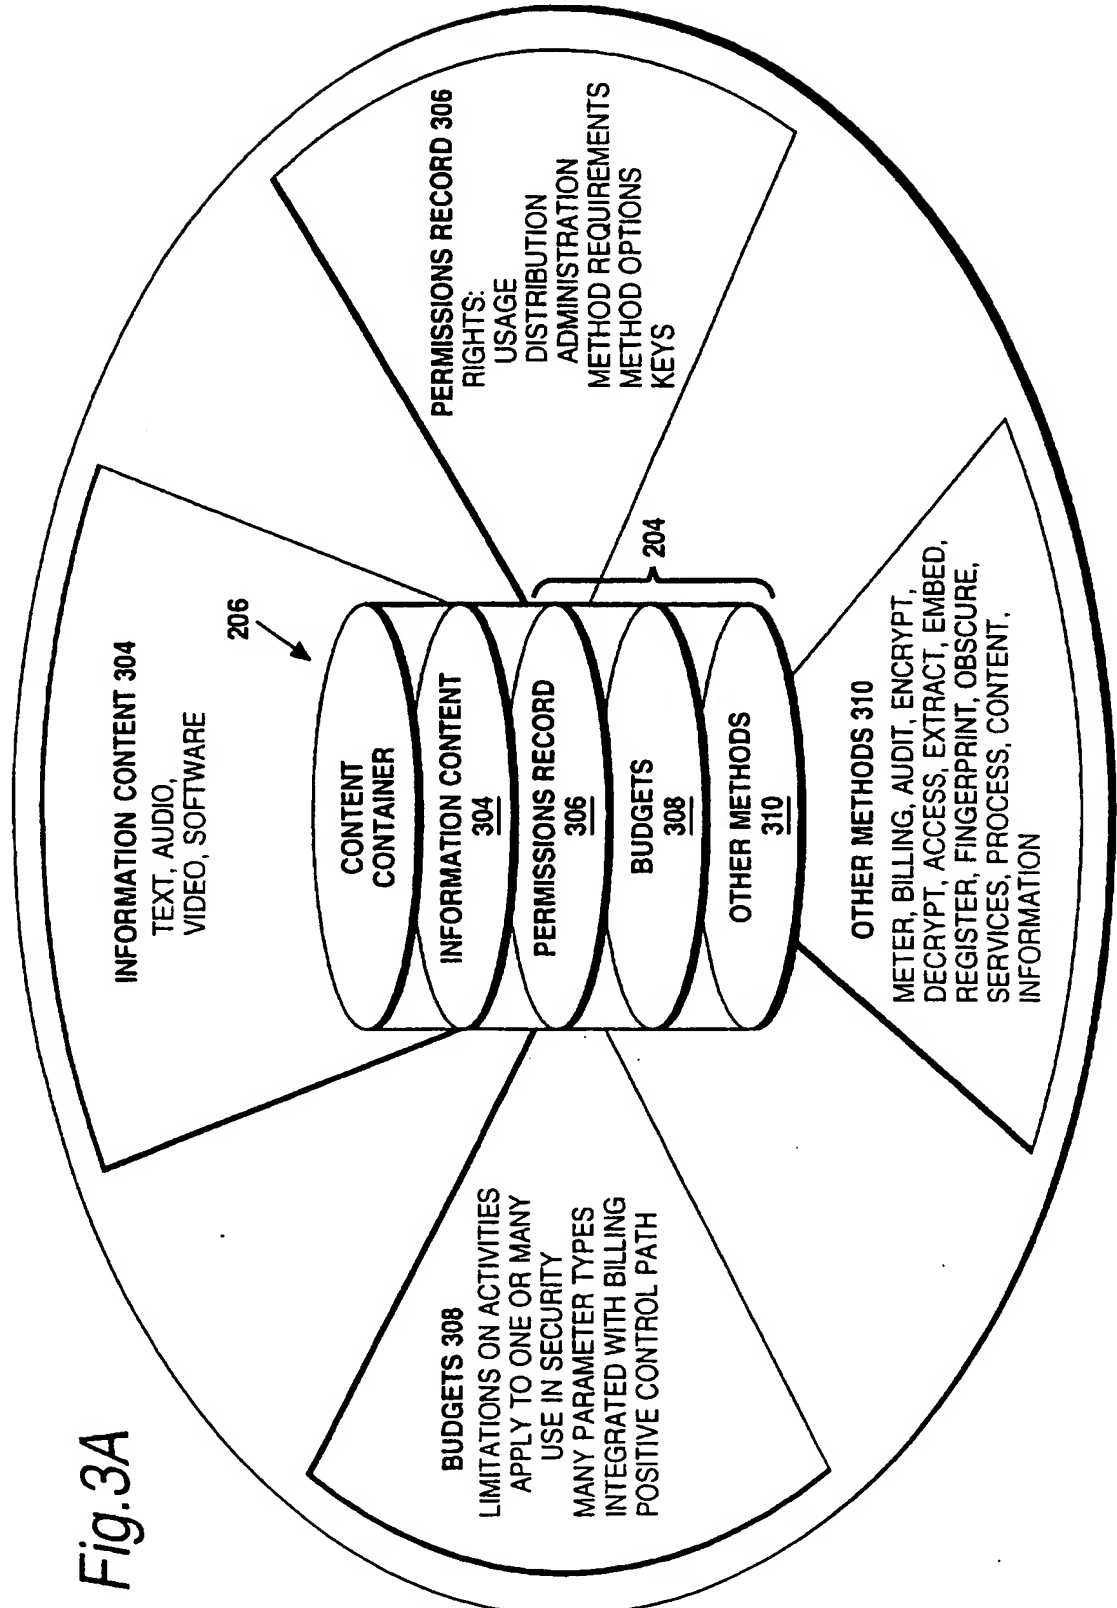 Fig.3A
INFORMATION CONTENT 304
TEXT, AUDIO,
VIDEO, SOFTWARE
206
BUDGETS 308
LIMITATIONS ON ACTIVITIES
APPLY TO ONE OR MANY
USE IN SECURITY
MANY PARAMETER TYPES
INTEGRATED WITH BILLING
POSITIVE CONTROL PATH
CONTENT
CONTAINER
INFORMATION CONTENT
304
PERMISSIONS RECORD
306
BUDGETS
308
OTHER METHODS
310
204
PERMISSIONS RECORD 306
RIGHTS:
USAGE
DISTRIBUTION
ADMINISTRATION
METHOD REQUIREMENTS
METHOD OPTIONS
KEYS
OTHER METHODS 310
METER, BILLING, AUDIT, ENCRYPT,
DECRYPT, ACCESS, EXTRACT, EMBED,
REGISTER, FINGERPRINT, OBSCURE,
SERVICES, PROCESS, CONTENT,
INFORMATION